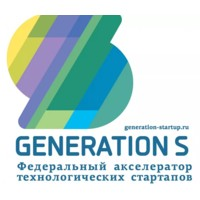 generation-startup.ru
GENERATION S
Федеральный акселератор
технологических стартапов